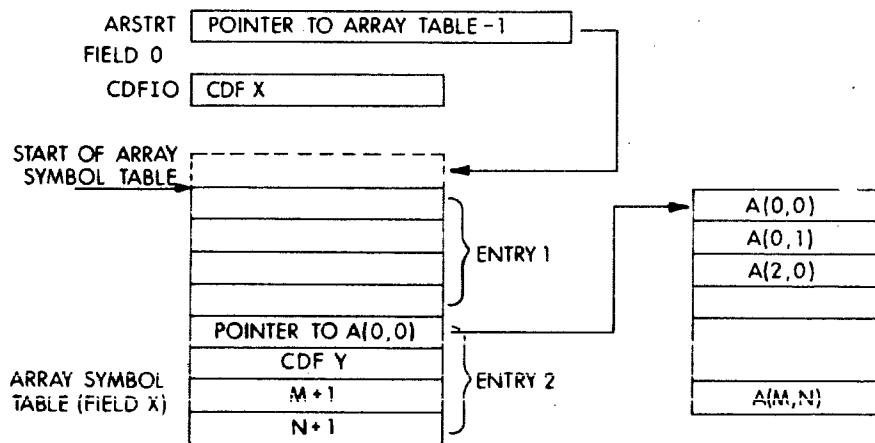 ARSTRT POINTER TO ARRAY TABLE-1
FIELD 0
CDFIO CDF X
START OF ARRAY
SYMBOL TABLE
A(0,0)
A(0,1)
ENTRY 1
A(2,0)
POINTER TO A(0,0)
CDF Y
ARRAY SYMBOL
TABLE (FIELD X)
M+1
ENTRY 2
A(M,N)
N+1